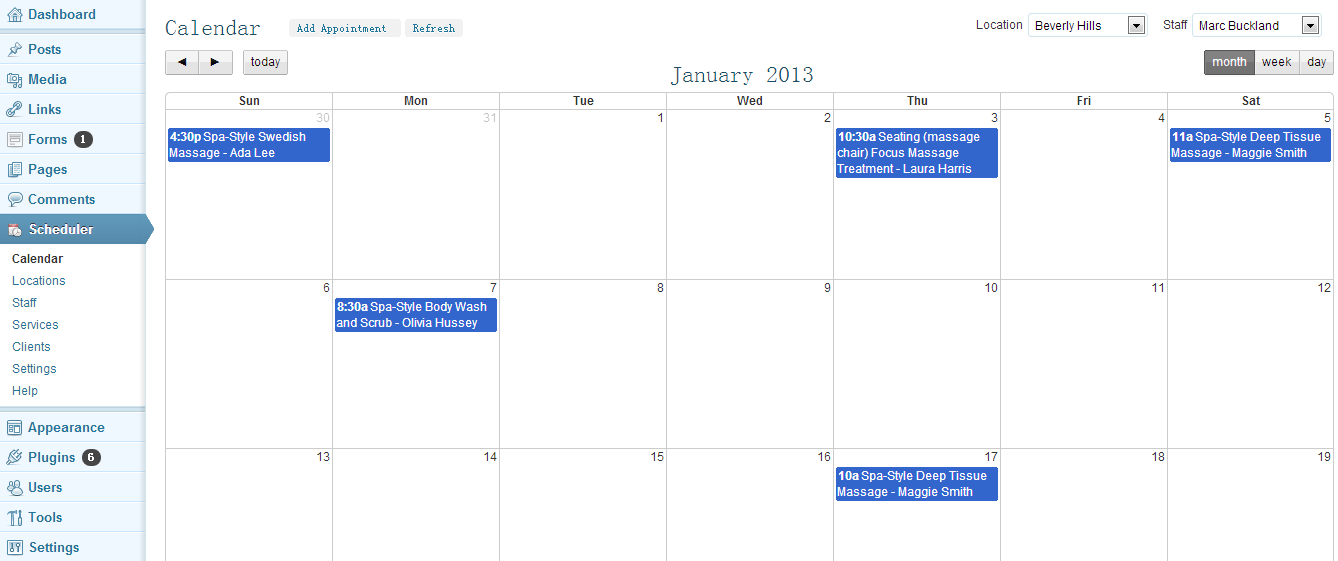 Dashboard
Posts
Media
Links
Forms 1
Pages
Comments
Scheduler
Calendar
Locations
Staff
Services
Clients
Settings
Help
Appearance
Plugins 6
Users
Tools
Settings
Calendar Add Appointment Refresh Location Beverly Hills Staff Marc Buckland
◄ ► today January 2013 month week day
Sun Mon Tue Wed Thu Fri Sat
30 31 1 2 3 4 5
4:30p Spa-Style Swedish
Massage - Ada Lee
10:30a Seating (massage
chair) Focus Massage
Treatment - Laura Harris
11a Spa-Style Deep Tissue
Massage - Maggie Smith
6 7 8 9 10 11 12
8:30a Spa-Style Body Wash
and Scrub - Olivia Hussey
13 14 15 16 17 18 19
10a Spa-Style Deep Tissue
Massage - Maggie Smith